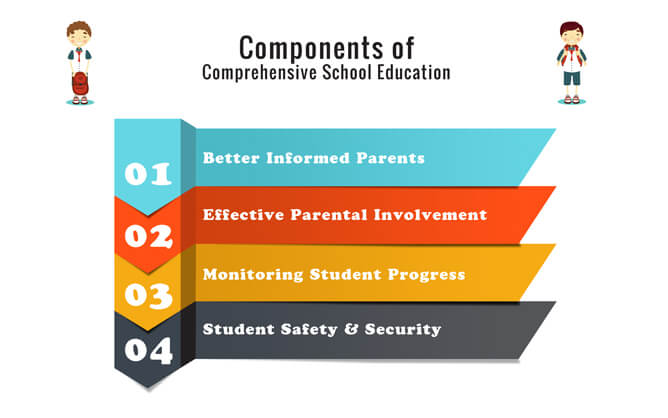 Components of
Comprehensive School Education
01
Better Informed Parents
02
Effective Parental Involvement
03
Monitoring Student Progress
04
Student Safety & Security